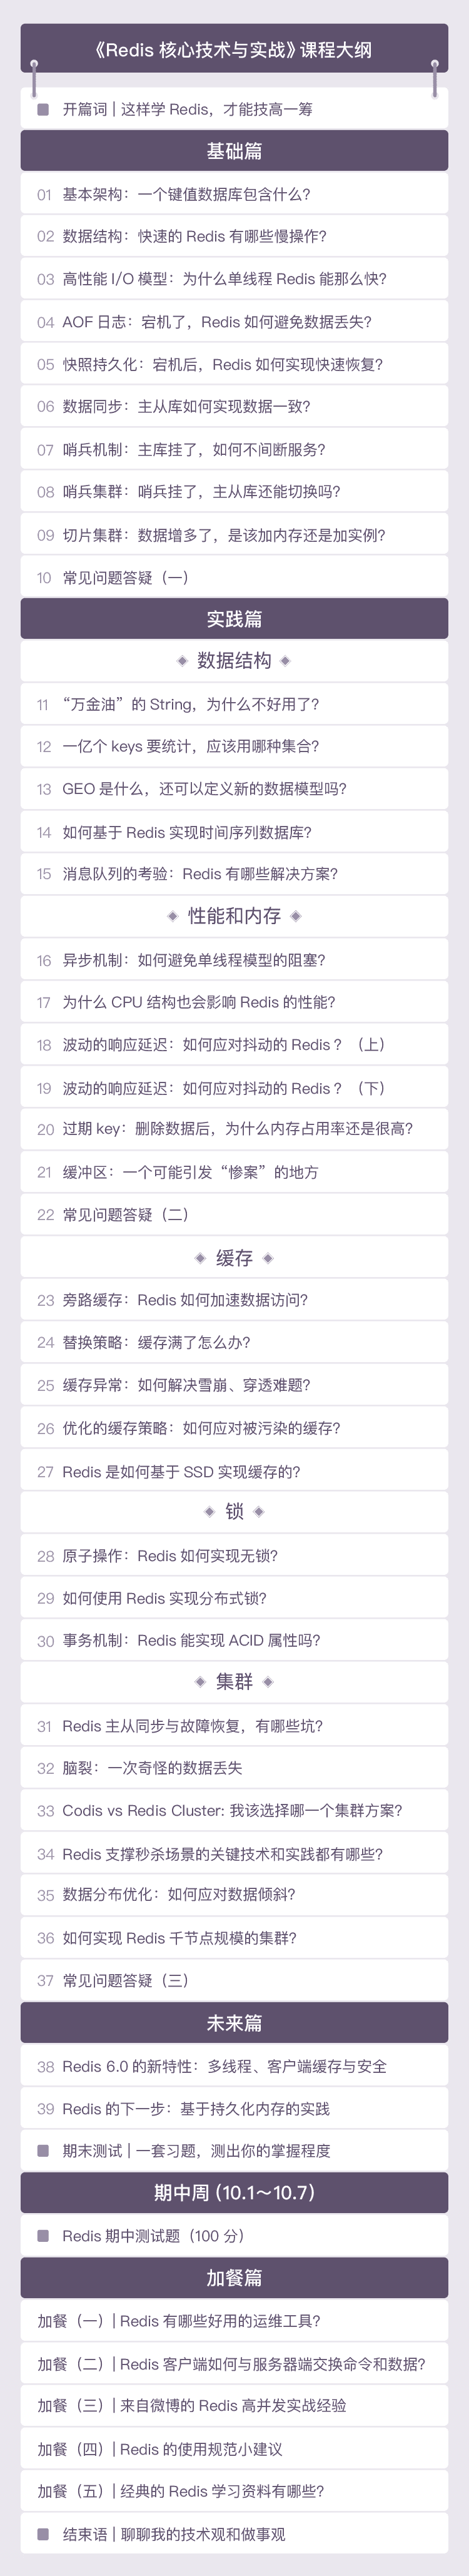 《Redis 核心技术与实战》课程大纲
开篇词 | 这样学 Redis，才能技高一筹
基础篇
01 基本架构：一个键值数据库包含什么？
02 数据结构：快速的 Redis 有哪些慢操作？
03 高性能 I/O 模型：为什么单线程 Redis 能那么快？
04 AOF 日志：宕机了，Redis 如何避免数据丢失？
05 快照持久化：宕机后，Redis 如何实现快速恢复？
06 数据同步：主从库如何实现数据一致？
07 哨兵机制：主库挂了，如何不间断服务？
08 哨兵集群：哨兵挂了，主从库还能切换吗？
09 切片集群：数据增多了，是该加内存还是加实例？
10 常见问题答疑（一）
实践篇
数据结构
11 “万金油”的 String，为什么不好用了？
12 一亿个 keys 要统计，应该用哪种集合？
13 GEO 是什么，还可以定义新的数据模型吗？
14 如何基于 Redis 实现时间序列数据库？
15 消息队列的考验：Redis 有哪些解决方案？
性能和内存
16 异步机制：如何避免单线程模型的阻塞？
17 为什么 CPU 结构也会影响 Redis 的性能？
18 波动的响应延迟：如何应对抖动的 Redis？（上）
19 波动的响应延迟：如何应对抖动的 Redis？（下）
20 过期 key：删除数据后，为什么内存占用率还是很高？
21 缓冲区：一个可能引发“惨案”的地方
22 常见问题答疑（二）
缓存
23 旁路缓存：Redis 如何加速数据访问？
24 替换策略：缓存满了怎么办？
25 缓存异常：如何解决雪崩、穿透难题？
26 优化的缓存策略：如何应对被污染的缓存？
27 Redis 是如何基于 SSD 实现缓存的？
锁
28 原子操作：Redis 如何实现无锁？
29 如何使用 Redis 实现分布式锁？
30 事务机制：Redis 能实现 ACID 属性吗？
集群
31 Redis 主从同步与故障恢复，有哪些坑？
32 脑裂：一次奇怪的数据丢失
33 Codis vs Redis Cluster: 我该选择哪一个集群方案？
34 Redis 支撑秒杀场景的关键技术和实践都有哪些？
35 数据分布优化：如何应对数据倾斜？
36 如何实现 Redis 千节点规模的集群？
37 常见问题答疑（三）
未来篇
38 Redis 6.0 的新特性：多线程、客户端缓存与安全
39 Redis 的下一步：基于持久化内存的实践
期末测试 | 一套习题，测出你的掌握程度
期中周 (10.1～10.7)
Redis 期中测试题（100 分）
加餐篇
加餐（一）| Redis 有哪些好用的运维工具？
加餐（二）| Redis 客户端如何与服务器端交换命令和数据？
加餐（三）| 来自微博的 Redis 高并发实战经验
加餐（四）| Redis 的使用规范小建议
加餐（五）| 经典的 Redis 学习资料有哪些？
结束语 | 聊聊我的技术观和做事观